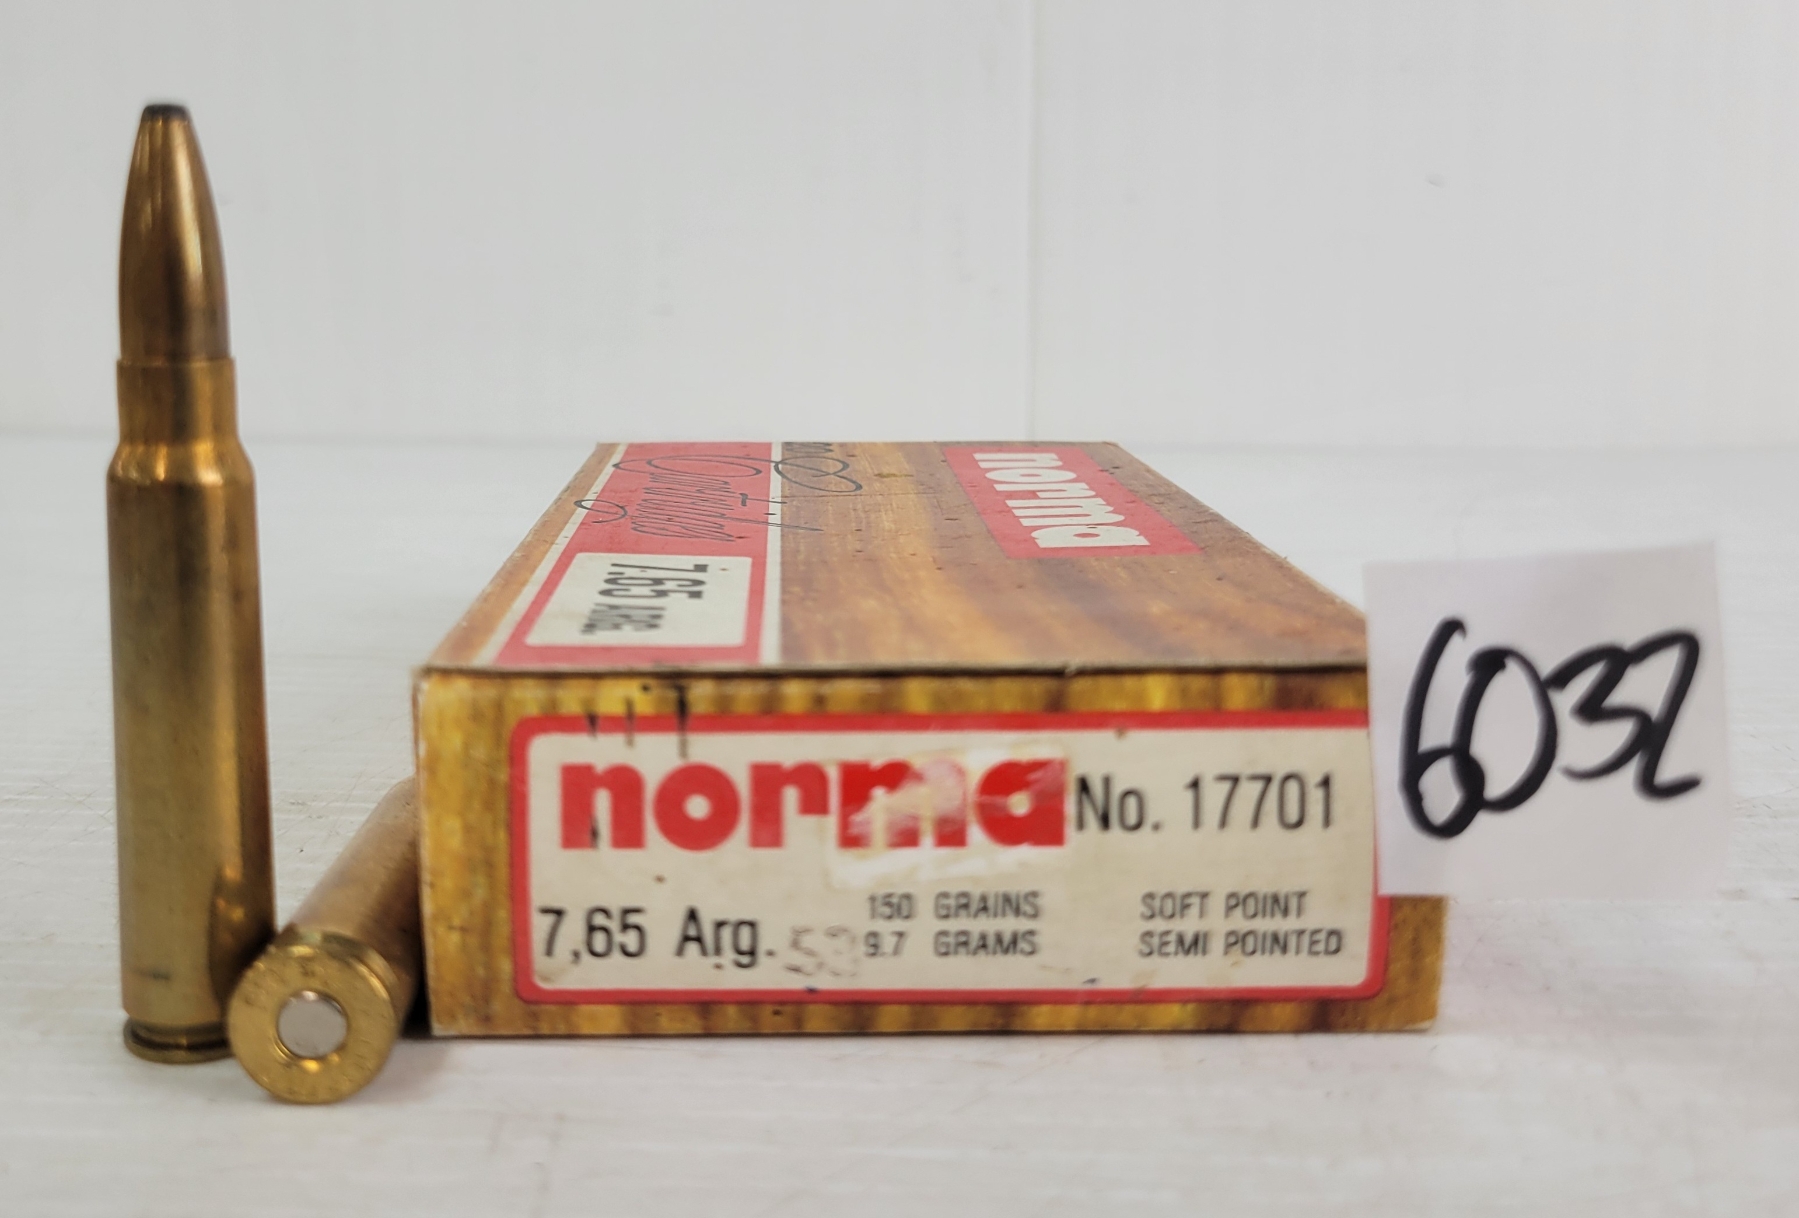 norma
7.65 ARG.
norma No. 17701
7,65 Arg. 53 150 GRAINS SOFT POINT
9.7 GRAMS SEMI POINTED
6032